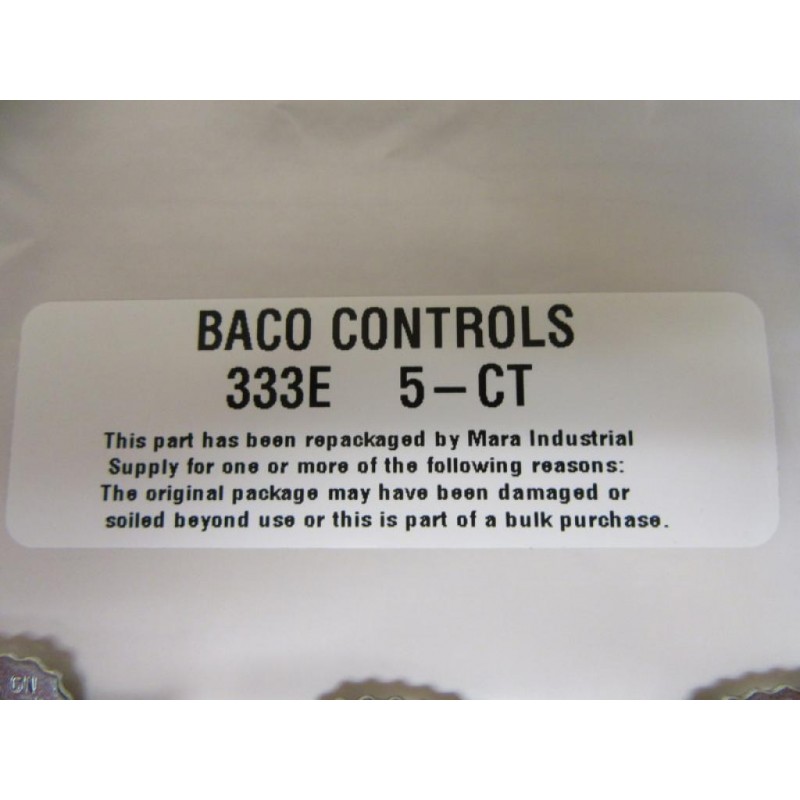 BACO CONTROLS
333E 5-CT
This part has been repackaged by Mara Industrial
Supply for one or more of the following reasons:
The original package may have been damaged or
soiled beyond use or this is part of a bulk purchase.